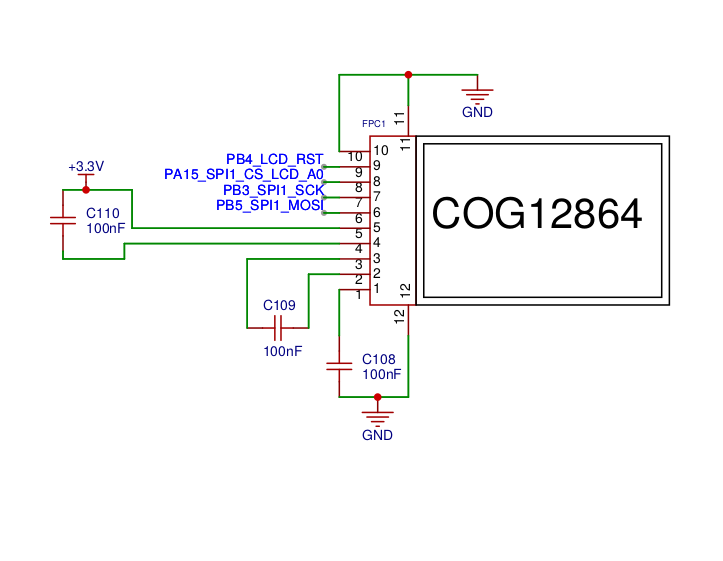 GND
11
FPC1
11
10
10
PB4_LCD_RST
9
9
PA15_SPI1_CS_LCD_A0
8
8
PB3_SPI1_SCK
7
7
PB5_SPI1_MOSI
6
6
5
5
4
4
3
3
2
2
1
1
+3.3V
C110
100nF
COG12864
12
12
C109
100nF
C108
100nF
GND